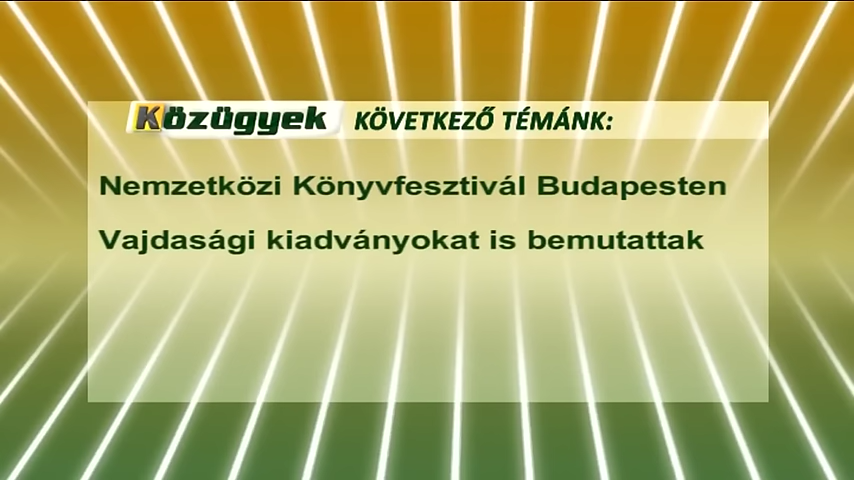 Közügyek KÖVETKEZŐ TÉMÁNK:
Nemzetközi Könyvfesztivál Budapesten
Vajdasági kiadványokat is bemutattak